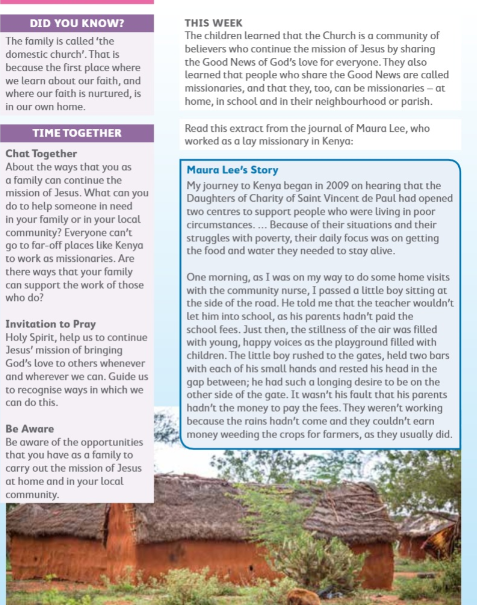 DID YOU KNOW?
The family is called ‘the
domestic church’. That is
because the first place where
we learn about our faith, and
where our faith is nurtured, is
in our own home.
TIME TOGETHER
Chat Together
About the ways that you as
a family can continue the
mission of Jesus. What can you
do to help someone in need
in your family or in your local
community? Everyone can’t
go to far-off places like Kenya
to work as missionaries. Are
there ways that your family
can support the work of those
who do?
Invitation to Pray
Holy Spirit, help us to continue
Jesus’ mission of bringing
God’s love to others whenever
and wherever we can. Guide us
to recognise ways in which we
can do this.
Be Aware
Be aware of the opportunities
that you have as a family to
carry out the mission of Jesus
at home and in your local
community.
THIS WEEK
The children learned that the Church is a community of
believers who continue the mission of Jesus by sharing
the Good News of God’s love for everyone. They also
learned that people who share the Good News are called
missionaries, and that they, too, can be missionaries – at
home, in school and in their neighbourhood or parish.
Read this extract from the journal of Maura Lee, who
worked as a lay missionary in Kenya:
Maura Lee’s Story
My journey to Kenya began in 2009 on hearing that the
Daughters of Charity of Saint Vincent de Paul had opened
two centres to support people who were living in poor
circumstances. … Because of their situations and their
struggles with poverty, their daily focus was on getting
the food and water they needed to stay alive.
One morning, as I was on my way to do some home visits
with the community nurse, I passed a little boy sitting at
the side of the road. He told me that the teacher wouldn’t
let him into school, as his parents hadn’t paid the
school fees. Just then, the stillness of the air was filled
with young, happy voices as the playground filled with
children. The little boy rushed to the gates, held two bars
with each of his small hands and rested his head in the
gap between; he had such a longing desire to be on the
other side of the gate. It wasn’t his fault that his parents
hadn’t the money to pay the fees. They weren’t working
because the rains hadn’t come and they couldn’t earn
money weeding the crops for farmers, as they usually did.